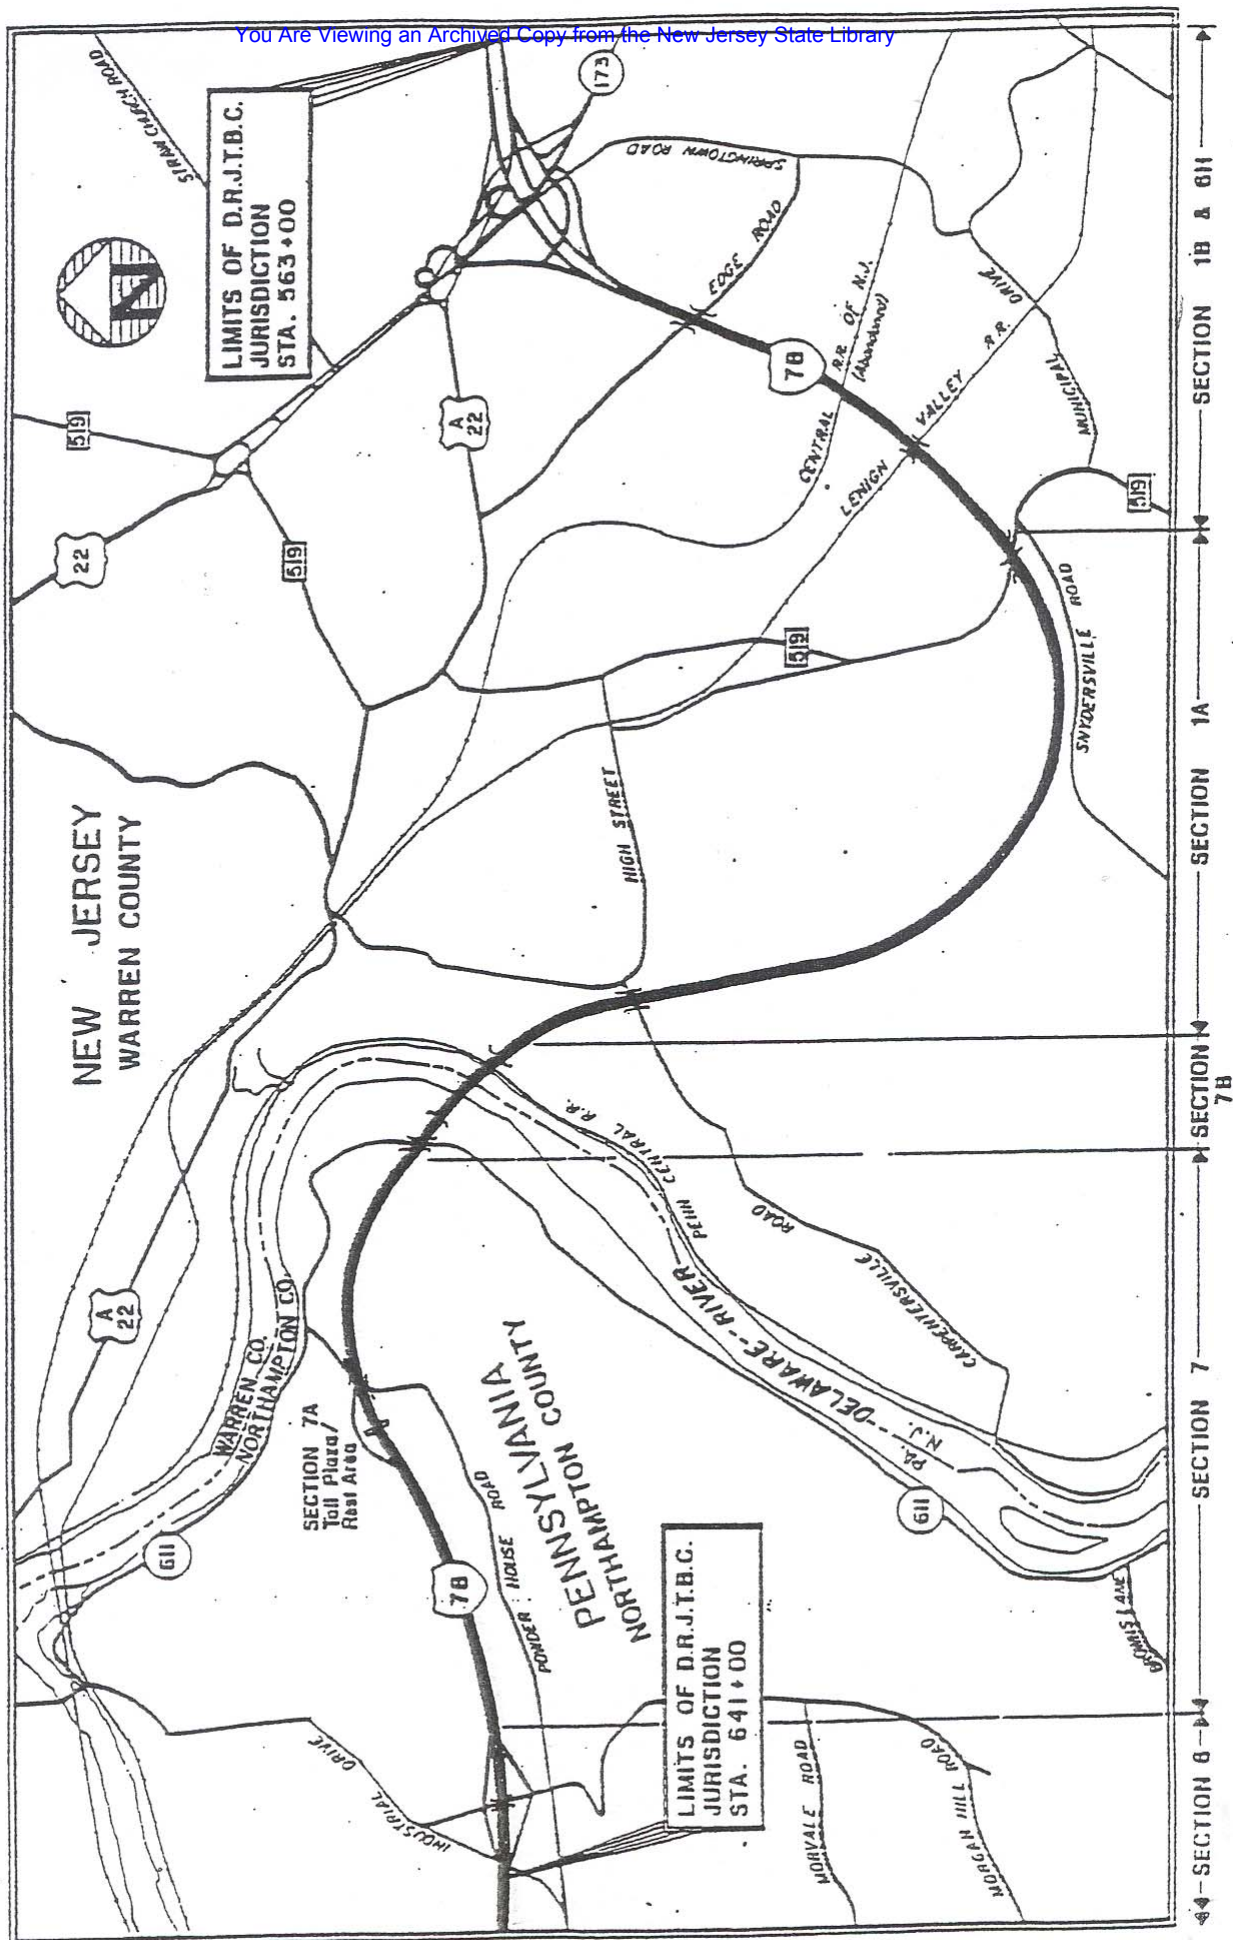 You Are Viewing an Archived Copy from the New Jersey State Library
STRAW CHURCH ROAD
LIMITS OF D.R.J.T.B.C.
JURISDICTION
STA. 563+00
N
173
SPRINGTOWN ROAD
EDGE ROAD
78
CENTRAL R.R. OF N.J.
(Abandoned)
LEHIGH VALLEY R.R.
MUNICIPAL DRIVE
519
A
22
519
22
519
519
SNYDERSVILLE ROAD
HIGH STREET
NEW JERSEY
WARREN COUNTY
A
22
WARREN CO.
NORTHAMPTON CO.
PENN CENTRAL R.R.
DELAWARE RIVER
PA.
N.J.
CARPENTERSVILLE ROAD
611
611
SECTION 7A
Toll Plaza/
Rest Area
PENNSYLVANIA
NORTHAMPTON COUNTY
78
POWDER HOUSE ROAD
LIMITS OF D.R.J.T.B.C.
JURISDICTION
STA. 641+00
INDUSTRIAL DRIVE
MORVALE ROAD
MORGAN HILL ROAD
LANE
SECTION 6
SECTION 7
SECTION
7B
SECTION 1A
SECTION 1B & 6H